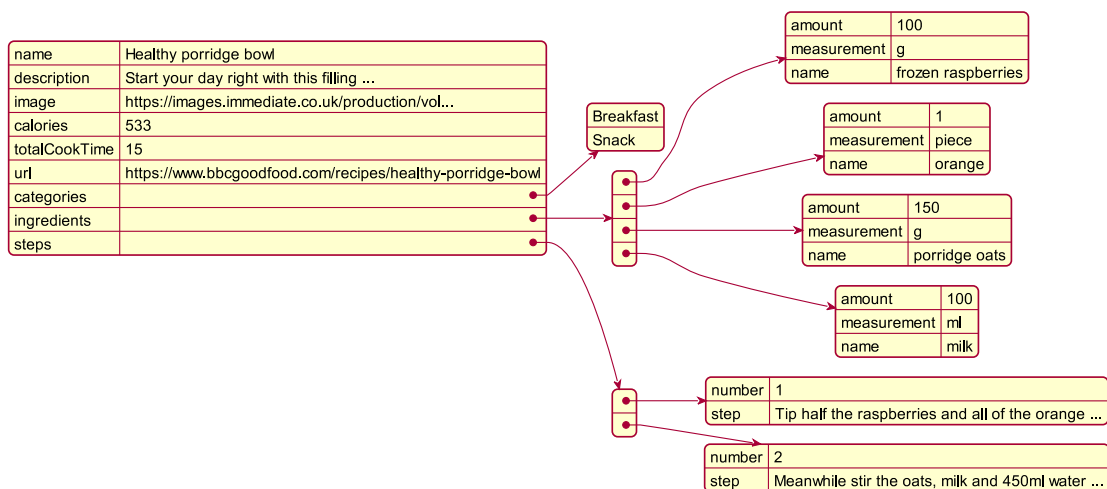 name Healthy porridge bowl
description Start your day right with this filling ...
image https://images.immediate.co.uk/production/vol...
calories 533
totalCookTime 15
url https://www.bbcgoodfood.com/recipes/healthy-porridge-bowl
categories
ingredients
steps
Breakfast
Snack
amount 100
measurement g
name frozen raspberries
amount 1
measurement piece
name orange
amount 150
measurement g
name porridge oats
amount 100
measurement ml
name milk
number 1
step Tip half the raspberries and all of the orange ...
number 2
step Meanwhile stir the oats, milk and 450ml water ...